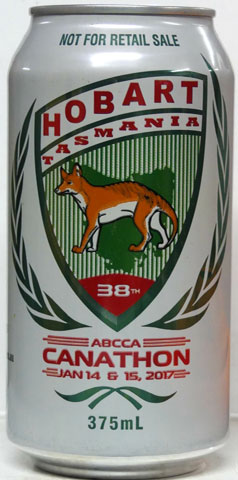 NOT FOR RETAIL SALE
HOBART
TASMANIA
38TH
ABCCA
CANATHON
JAN 14 & 15, 2017
375mL